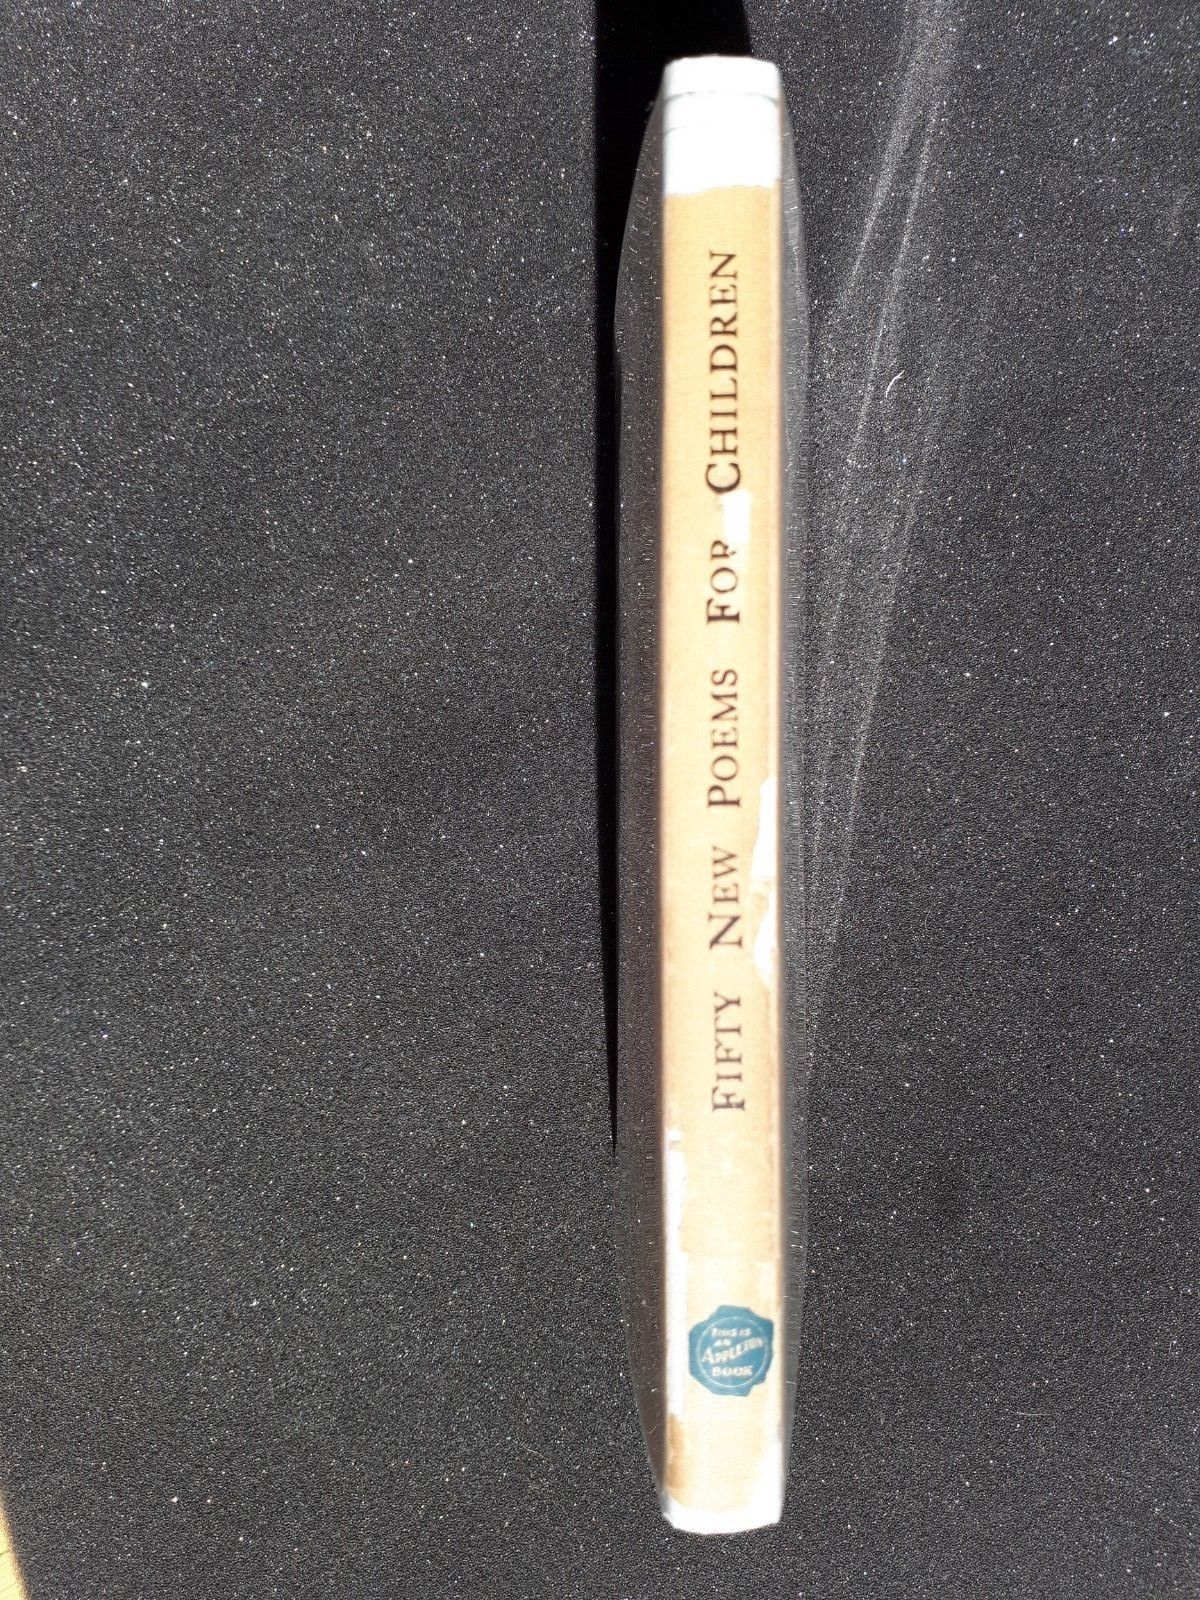 FIFTY NEW POEMS FOR CHILDREN
THIS IS
AN
APPLETON
BOOK